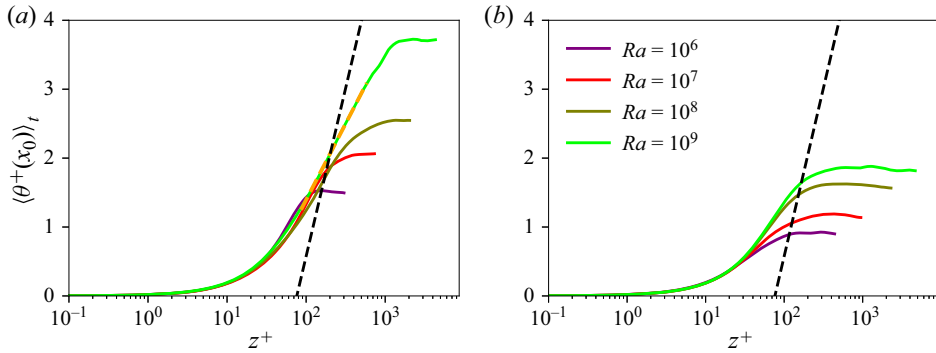 (a)
(b)
4
3
2
1
0
⟨θ⁺(x₀)⟩ₜ
10⁻¹ 10⁰ 10¹ 10² 10³
z⁺
4
3
2
1
0
10⁻¹ 10⁰ 10¹ 10² 10³
z⁺
Ra = 10⁶
Ra = 10⁷
Ra = 10⁸
Ra = 10⁹